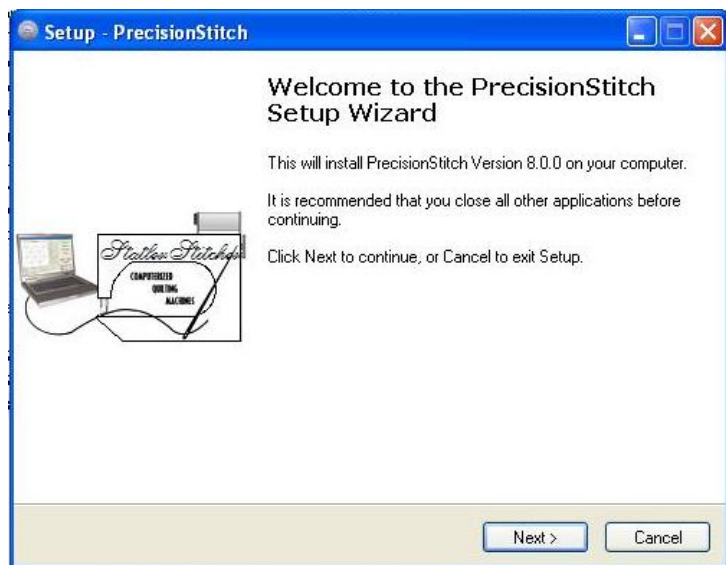 Setup - PrecisionStitch
Welcome to the PrecisionStitch
Setup Wizard
This will install PrecisionStitch Version 8.0.0 on your computer.
It is recommended that you close all other applications before
continuing.
Click Next to continue, or Cancel to exit Setup.
Statler Stitcher
COMPUTERIZED
QUILTING
MACHINES
Next >
Cancel